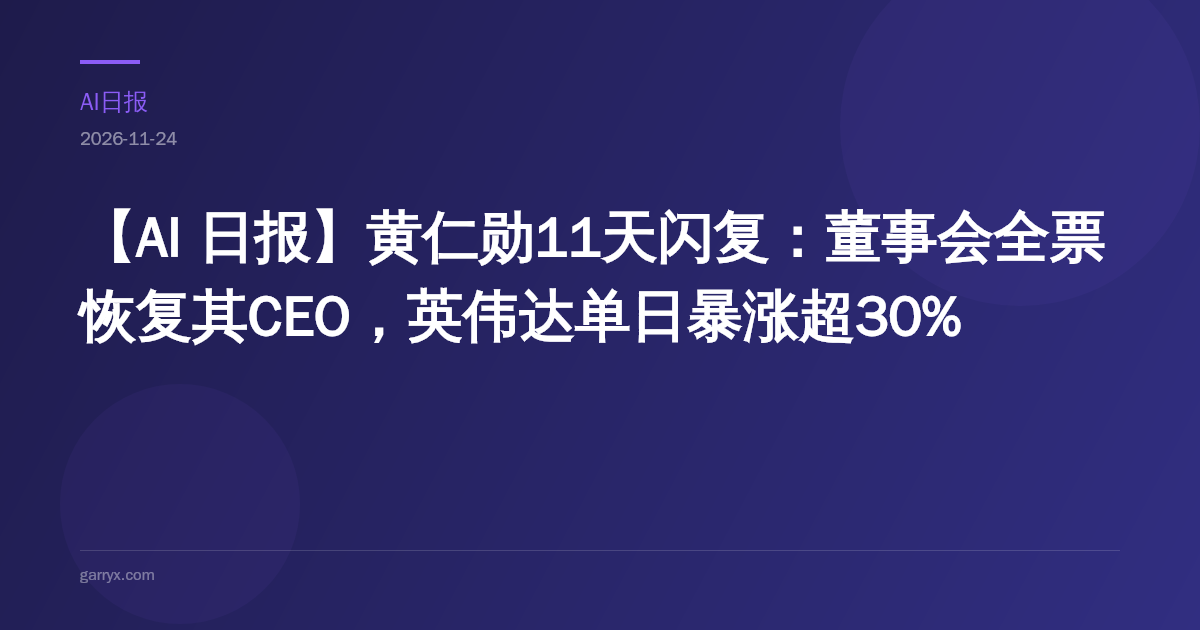 AI日报
2026-11-24
【AI 日报】黄仁勋11天闪复：董事会全票
恢复其CEO，英伟达单日暴涨超30%
garryx.com